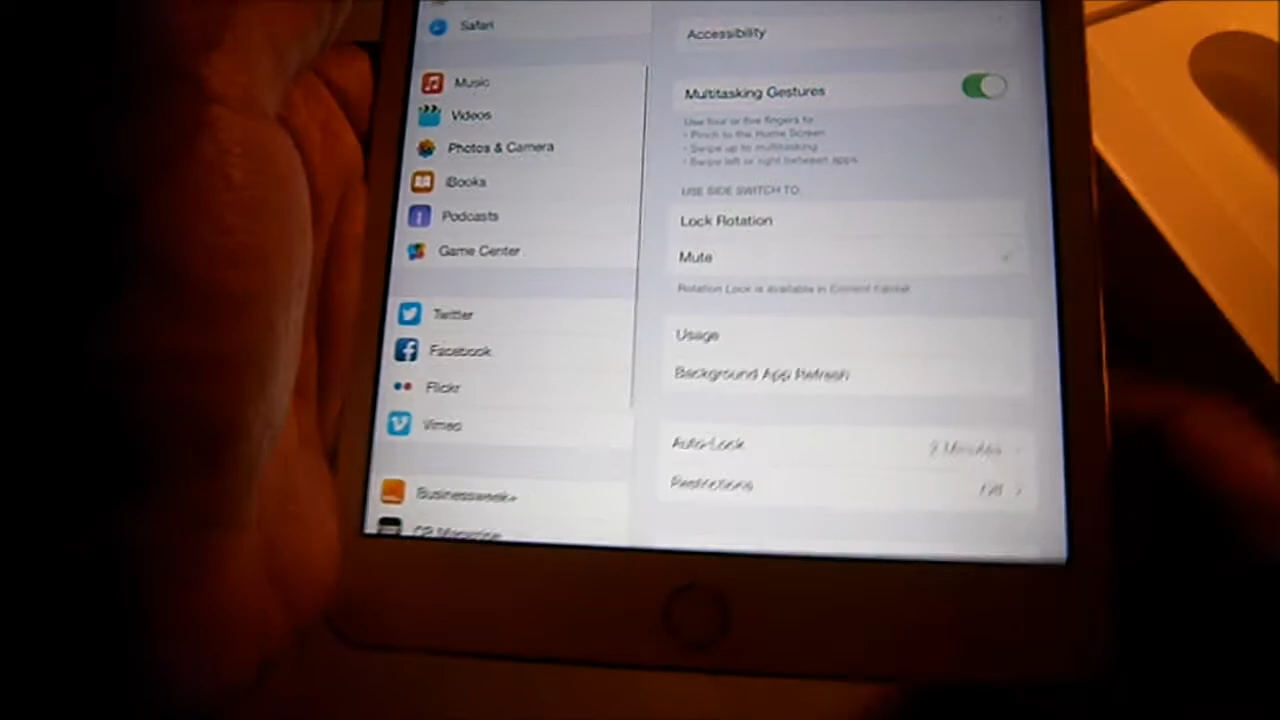 Safari
Music
Videos
Photos & Camera
iBooks
Podcasts
Game Center
Twitter
Facebook
Flickr
Vimeo
Businessweek+
Accessibility
Multitasking Gestures
Use four or five fingers to:
• Pinch to the Home Screen
• Swipe up to multitasking
• Swipe left or right between apps
USE SIDE SWITCH TO:
Lock Rotation
Mute
Rotation Lock is available in Control Center.
Usage
Background App Refresh
Auto-Lock
2 Minutes
Restrictions
Off